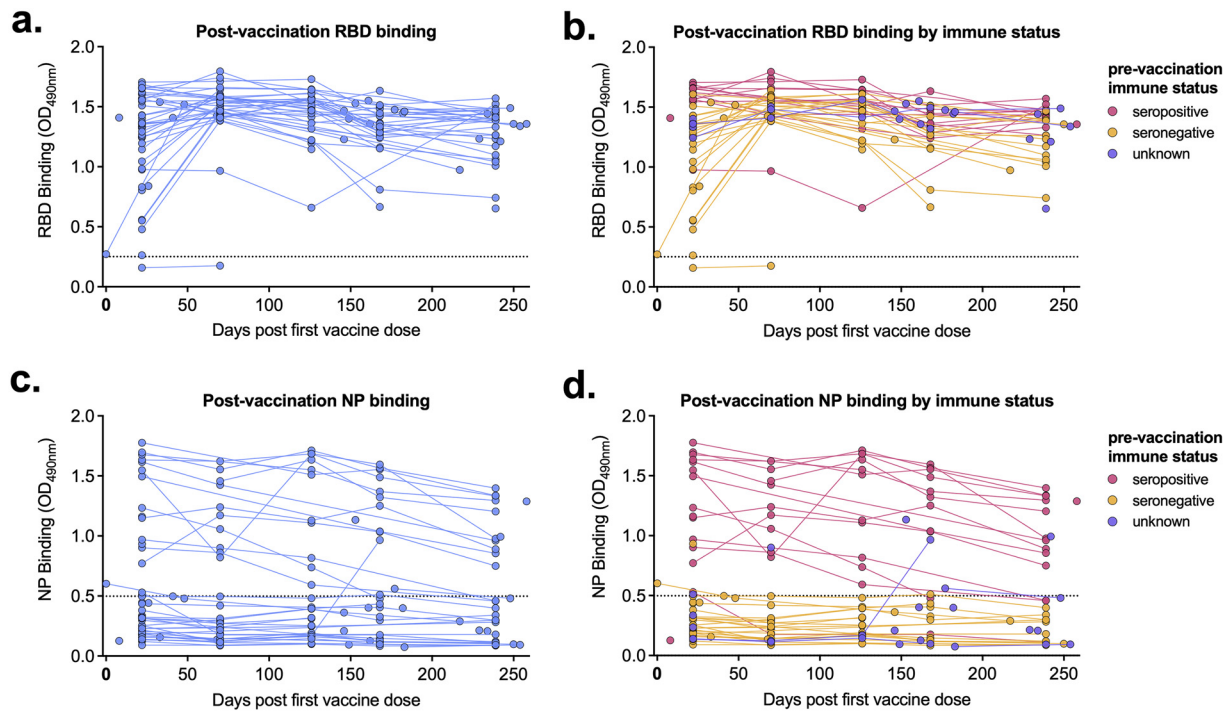 a.
Post-vaccination RBD binding
RBD Binding (OD490nm)
2.0
1.5
1.0
0.5
0.0
0 50 100 150 200 250
Days post first vaccine dose
b.
Post-vaccination RBD binding by immune status
RBD Binding (OD490nm)
2.0
1.5
1.0
0.5
0.0
0 50 100 150 200 250
Days post first vaccine dose
pre-vaccination
immune status
seropositive
seronegative
unknown
c.
Post-vaccination NP binding
NP Binding (OD490nm)
2.0
1.5
1.0
0.5
0.0
0 50 100 150 200 250
Days post first vaccine dose
d.
Post-vaccination NP binding by immune status
NP Binding (OD490nm)
2.0
1.5
1.0
0.5
0.0
0 50 100 150 200 250
Days post first vaccine dose
pre-vaccination
immune status
seropositive
seronegative
unknown